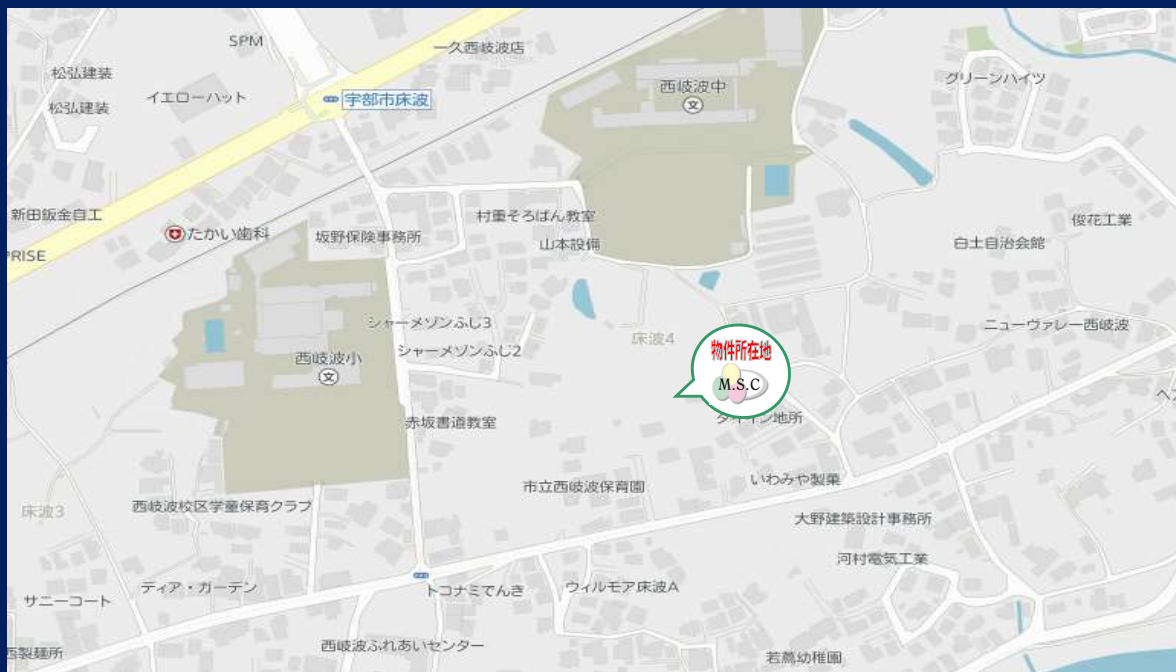 SPM
一久西岐波店
松弘建装
イエローハット
松弘建装
宇部市床波
西岐波中
文
グリーンハイツ
新田鈑金自工
たかい歯科
PRISE
坂野保険事務所
村重そろばん教室
山本設備
俊花工業
白土自治会館
シャーメゾンふじ3
シャーメゾンふじ2
西岐波小
文
床波4
物件所在地
M.S.C
ニューヴァレー西岐波
赤坂書道教室
ダイイン地所
市立西岐波保育園
いわみや製菓
床波3
西岐波校区学童保育クラブ
大野建築設計事務所
河村電気工業
サニーコート
ディア・ガーデン
トコナミでんき
ウィルモア床波A
西製麺所
西岐波ふれあいセンター
若蔦幼稚園